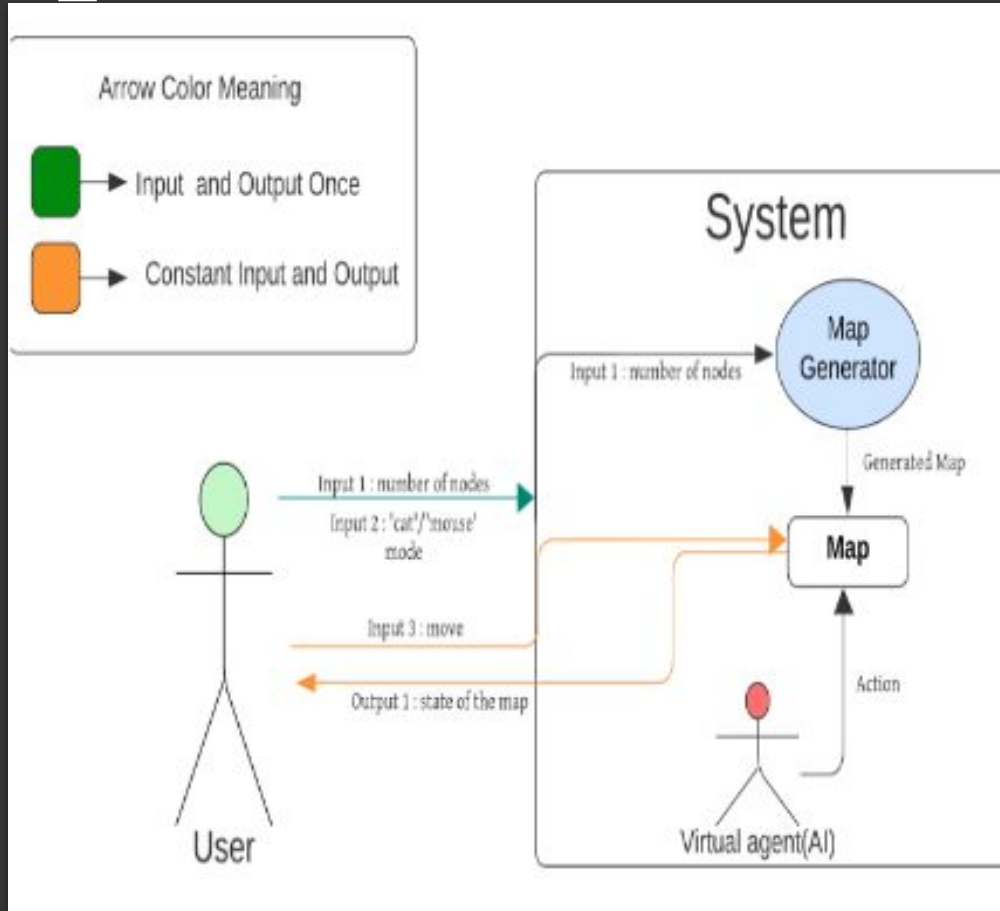 Arrow Color Meaning
Input and Output Once
Constant Input and Output
System
Map
Generator
Input 1 : number of nodes
Generated Map
Input 1 : number of nodes
Input 2 : 'cat'/'mouse'
mode
Map
Input 3 : move
Output 1 : state of the map
Action
Virtual agent(AI)
User